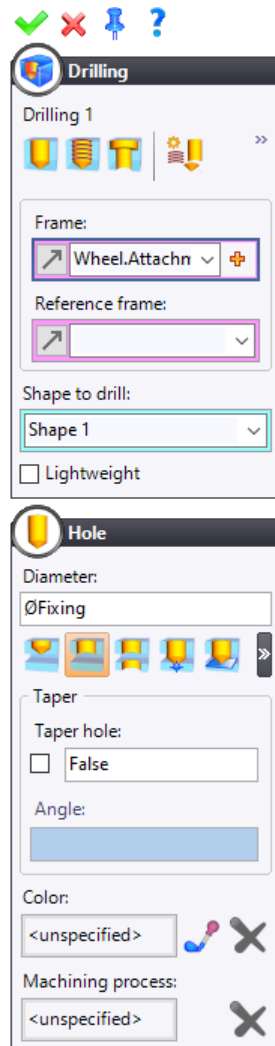 ?
Drilling
Drilling 1
»
Frame:
Wheel.Attachn
Reference frame:
Shape to drill:
Shape 1
Lightweight
Hole
Diameter:
ØFixing
»
Taper
Taper hole:
False
Angle:
Color:
<unspecified>
Machining process:
<unspecified>